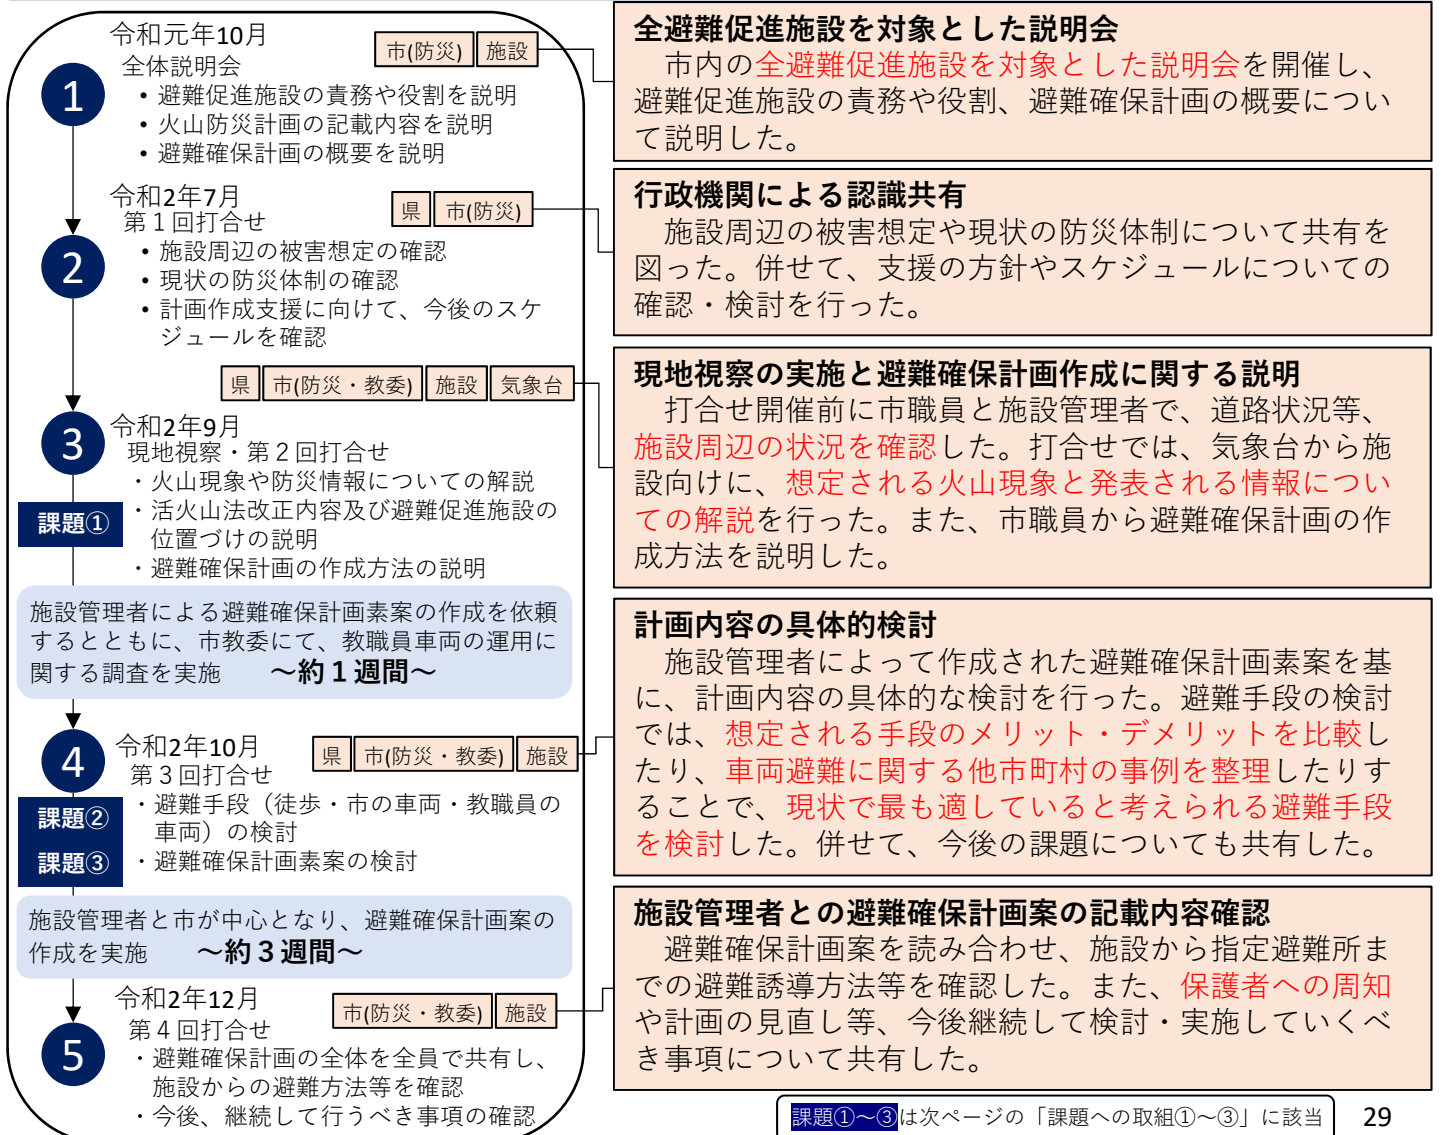 令和元年10月
市(防災) 施設
1
全体説明会
• 避難促進施設の責務や役割を説明
• 火山防災計画の記載内容を説明
• 避難確保計画の概要を説明
全避難促進施設を対象とした説明会
市内の全避難促進施設を対象とした説明会を開催し、
避難促進施設の責務や役割、避難確保計画の概要につい
て説明した。
令和2年7月
県 市(防災)
2
第１回打合せ
• 施設周辺の被害想定の確認
• 現状の防災体制の確認
• 計画作成支援に向けて、今後のスケ
ジュールを確認
行政機関による認識共有
施設周辺の被害想定や現状の防災体制について共有を
図った。併せて、支援の方針やスケジュールについての
確認・検討を行った。
県 市(防災・教委) 施設 気象台
3
令和2年9月
現地視察・第２回打合せ
・火山現象や防災情報についての解説
課題①
・活火山法改正内容及び避難促進施設の
位置づけの説明
・避難確保計画の作成方法の説明
現地視察の実施と避難確保計画作成に関する説明
打合せ開催前に市職員と施設管理者で、道路状況等、
施設周辺の状況を確認した。打合せでは、気象台から施
設向けに、想定される火山現象と発表される情報につい
ての解説を行った。また、市職員から避難確保計画の作
成方法を説明した。
施設管理者による避難確保計画素案の作成を依頼
するとともに、市教委にて、教職員車両の運用に
関する調査を実施 ～約１週間～
4
令和2年10月
県 市(防災・教委) 施設
第３回打合せ
課題②
・避難手段（徒歩・市の車両・教職員の
車両）の検討
課題③
・避難確保計画素案の検討
計画内容の具体的検討
施設管理者によって作成された避難確保計画素案を基
に、計画内容の具体的な検討を行った。避難手段の検討
では、想定される手段のメリット・デメリットを比較し
たり、車両避難に関する他市町村の事例を整理したりす
ることで、現状で最も適していると考えられる避難手段
を検討した。併せて、今後の課題についても共有した。
施設管理者と市が中心となり、避難確保計画案の
作成を実施 ～約３週間～
5
令和2年12月
市(防災・教委) 施設
第４回打合せ
・避難確保計画の全体を全員で共有し、
施設からの避難方法等を確認
・今後、継続して行うべき事項の確認
施設管理者との避難確保計画案の記載内容確認
避難確保計画案を読み合わせ、施設から指定避難所ま
での避難誘導方法等を確認した。また、保護者への周知
や計画の見直し等、今後継続して検討・実施していくべ
き事項について共有した。
課題①～③は次ページの「課題への取組①～③」に該当
29